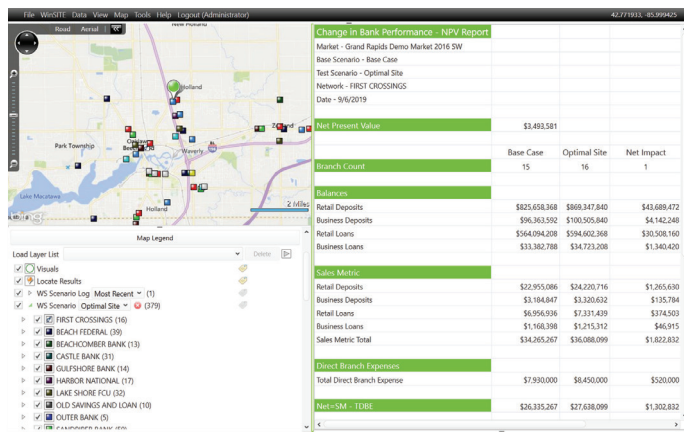 File WinSITE Data View Map Tools Help Logout (Administrator) 42.771933, -85.999425
Road Aerial
New Holland
Holland
Zeeland
Park Township
Waverly
Lake Macatawa
Holland
2 Miles
Map Legend
Load Layer List Delete
Visuals
Locate Results
WS Scenario Log Most Recent (1)
WS Scenario Optimal Site (379)
FIRST CROSSINGS (16)
BEACH FEDERAL (39)
BEACHCOMBER BANK (13)
CASTLE BANK (31)
GULFSHORE BANK (14)
HARBOR NATIONAL (17)
LAKE SHORE FCU (32)
OLD SAVINGS AND LOAN (10)
OUTER BANK (5)
Change in Bank Performance - NPV Report
Market - Grand Rapids Demo Market 2016 SW
Base Scenario - Base Case
Test Scenario - Optimal Site
Network - FIRST CROSSINGS
Date - 9/6/2019
Net Present Value $3,493,581
Base Case Optimal Site Net Impact
Branch Count 15 16 1
Balances
Retail Deposits $825,658,368 $869,347,840 $43,689,472
Business Deposits $96,363,592 $100,505,840 $4,142,248
Retail Loans $564,094,208 $594,602,368 $30,508,160
Business Loans $33,382,788 $34,723,208 $1,340,420
Sales Metric
Retail Deposits $22,955,086 $24,220,716 $1,265,630
Business Deposits $3,184,847 $3,320,632 $135,784
Retail Loans $6,956,936 $7,331,439 $374,503
Business Loans $1,168,398 $1,215,312 $46,915
Sales Metric Total $34,265,267 $36,088,099 $1,822,832
Direct Branch Expenses
Total Direct Branch Expense $7,930,000 $8,450,000 $520,000
Net=SM - TDBE $26,335,267 $27,638,099 $1,302,832